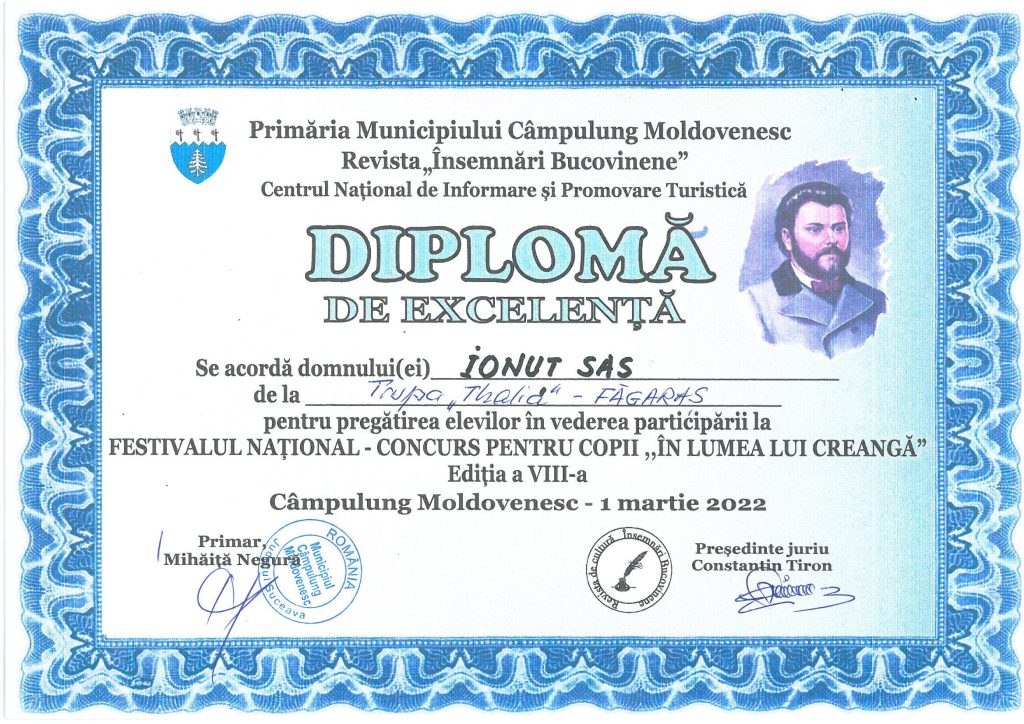 Primăria Municipiului Câmpulung Moldovenesc
Revista „Însemnări Bucovinene”
Centrul Național de Informare și Promovare Turistică
DIPLOMĂ
DE EXCELENȚĂ
Se acordă domnului(ei) IONUT SAS
de la Trupa „Thalia“ - FĂGARAS
pentru pregătirea elevilor în vederea participării la
FESTIVALUL NAȚIONAL - CONCURS PENTRU COPII ,,ÎN LUMEA LUI CREANGĂ”
Ediția a VIII-a
Câmpulung Moldovenesc - 1 martie 2022
Primar,
Mihăiță Negură
ROMÂNIA
Județul Suceava
Municipiul
Câmpulung
Moldovenesc
Revista de cultură Însemnări Bucovinene
Președinte juriu
Constantin Tiron